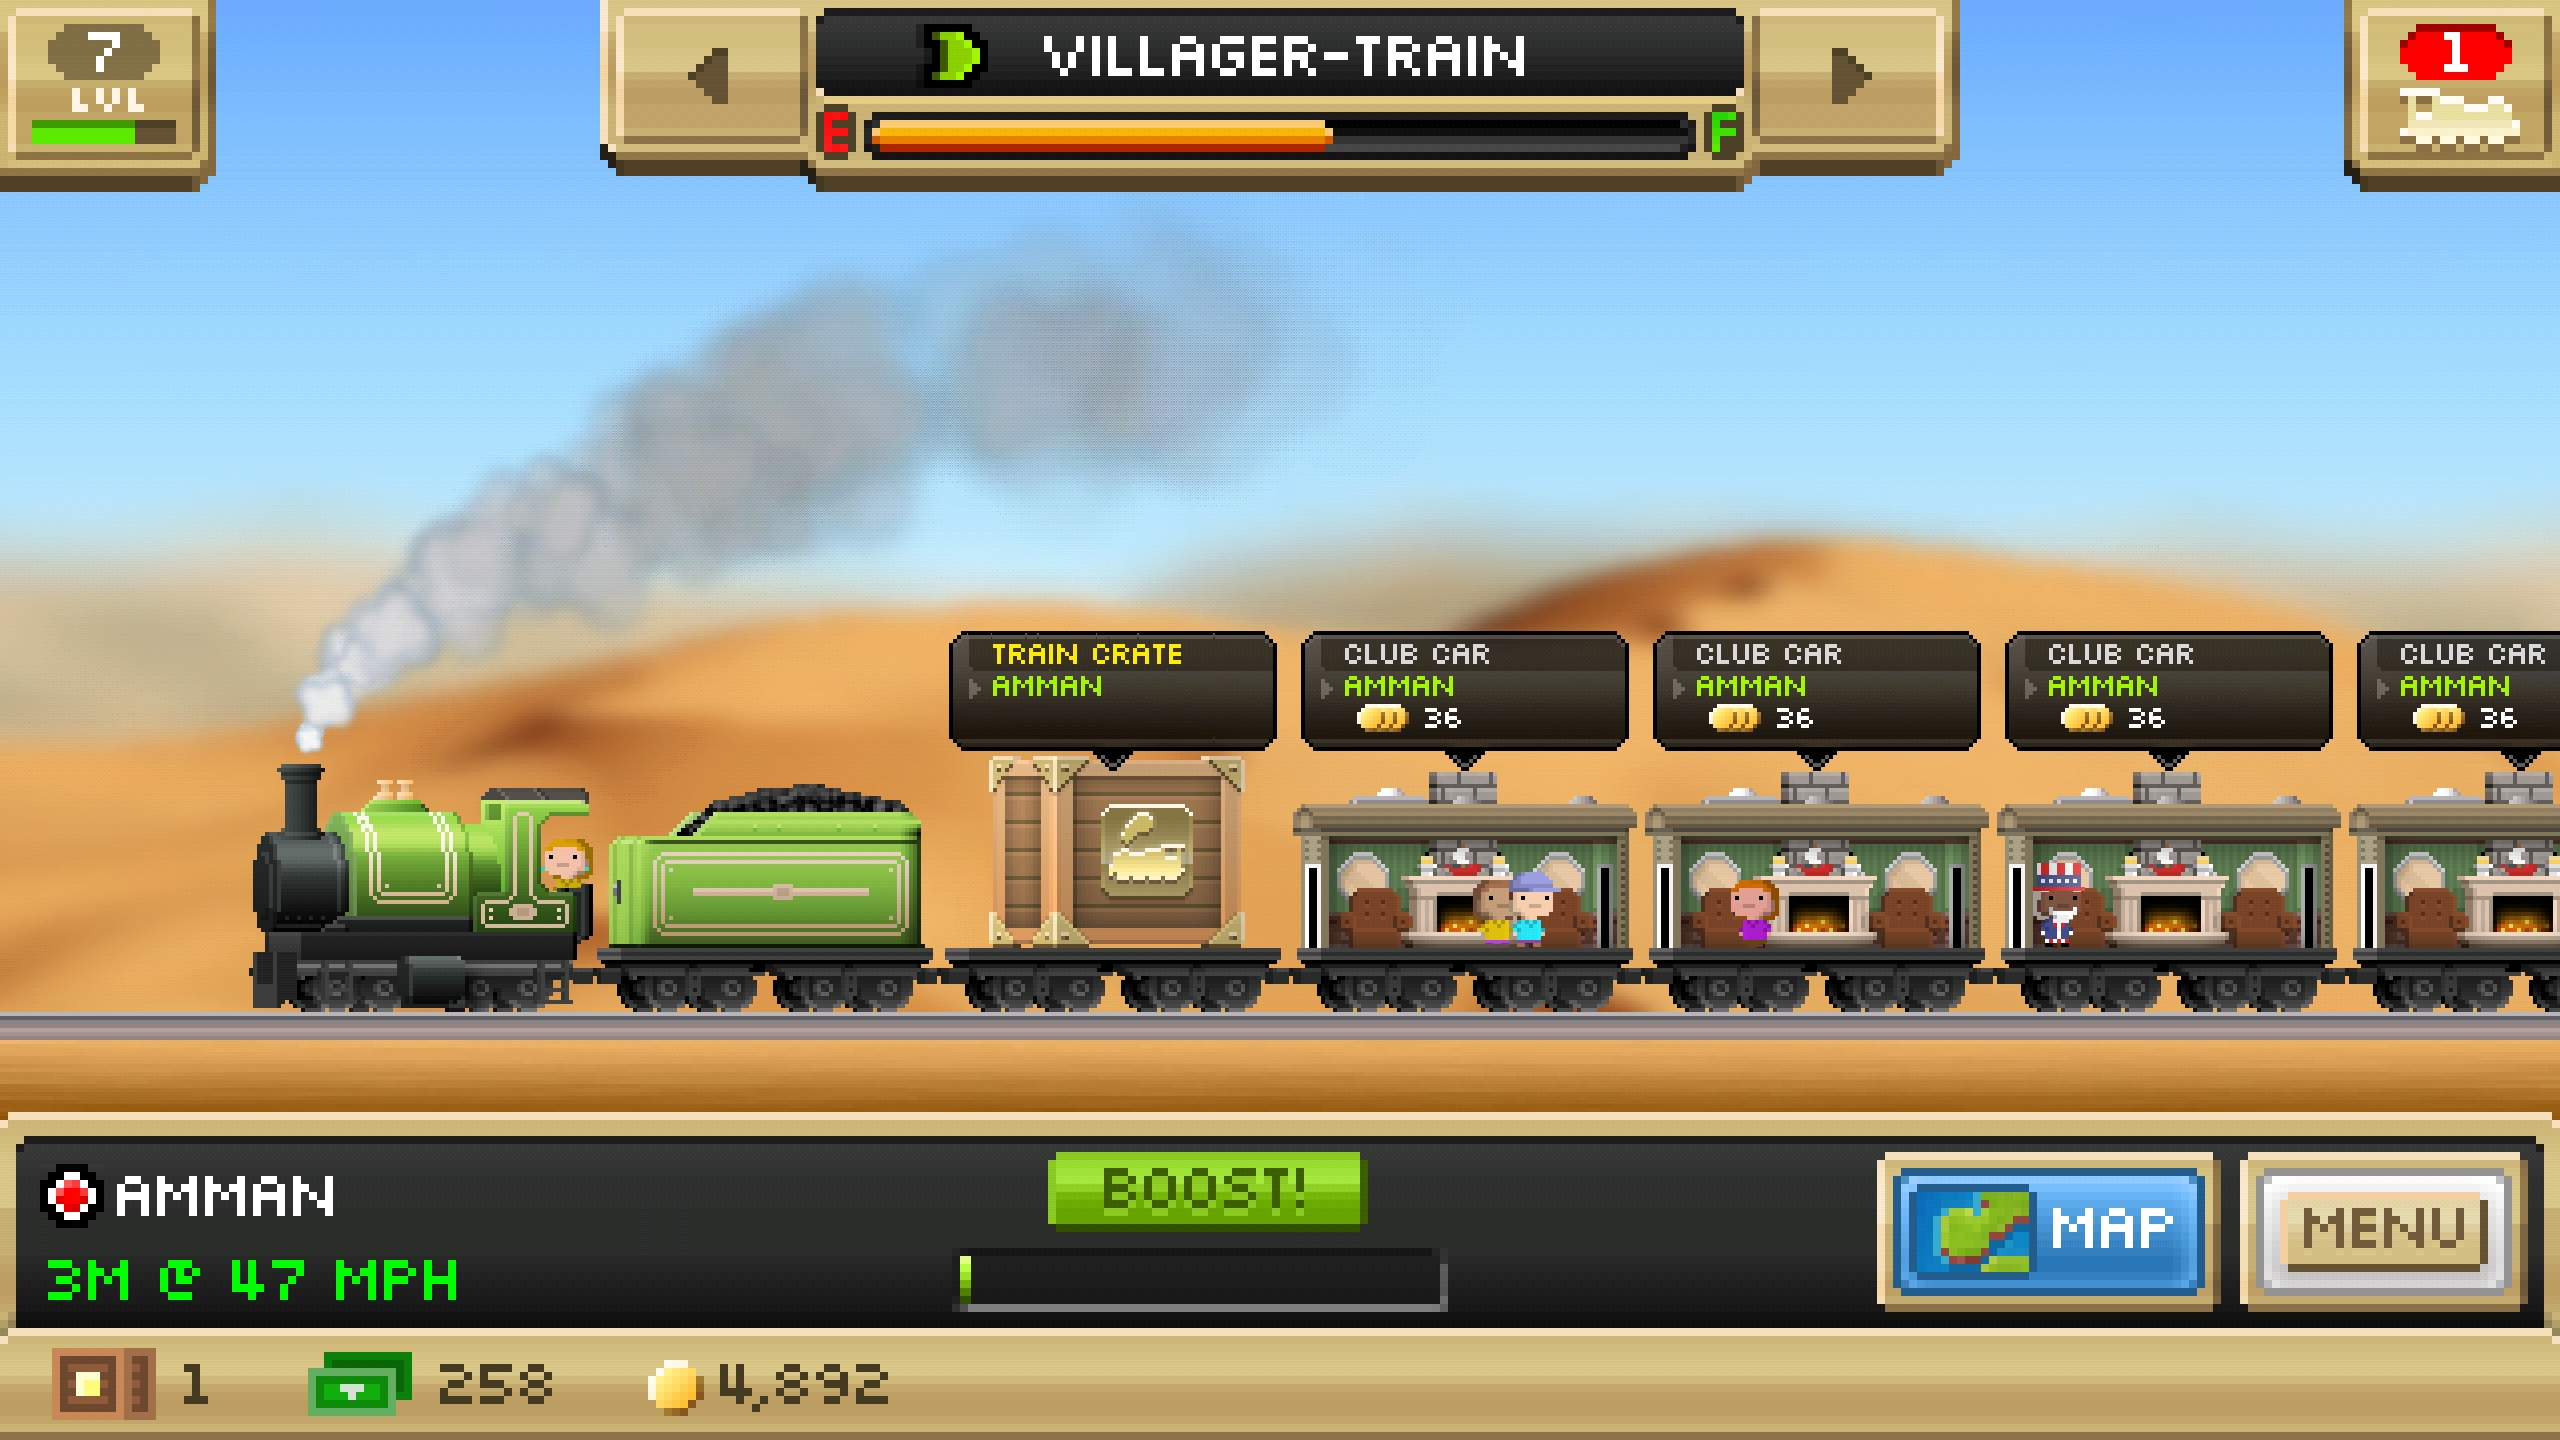 7
LVL
VILLAGER-TRAIN
E F
1
TRAIN CRATE
AMMAN
CLUB CAR
AMMAN
36
CLUB CAR
AMMAN
36
CLUB CAR
AMMAN
36
CLUB CAR
AMMAN
36
AMMAN
3M @ 47 MPH
BOOST!
MAP
MENU
1 258 4,892